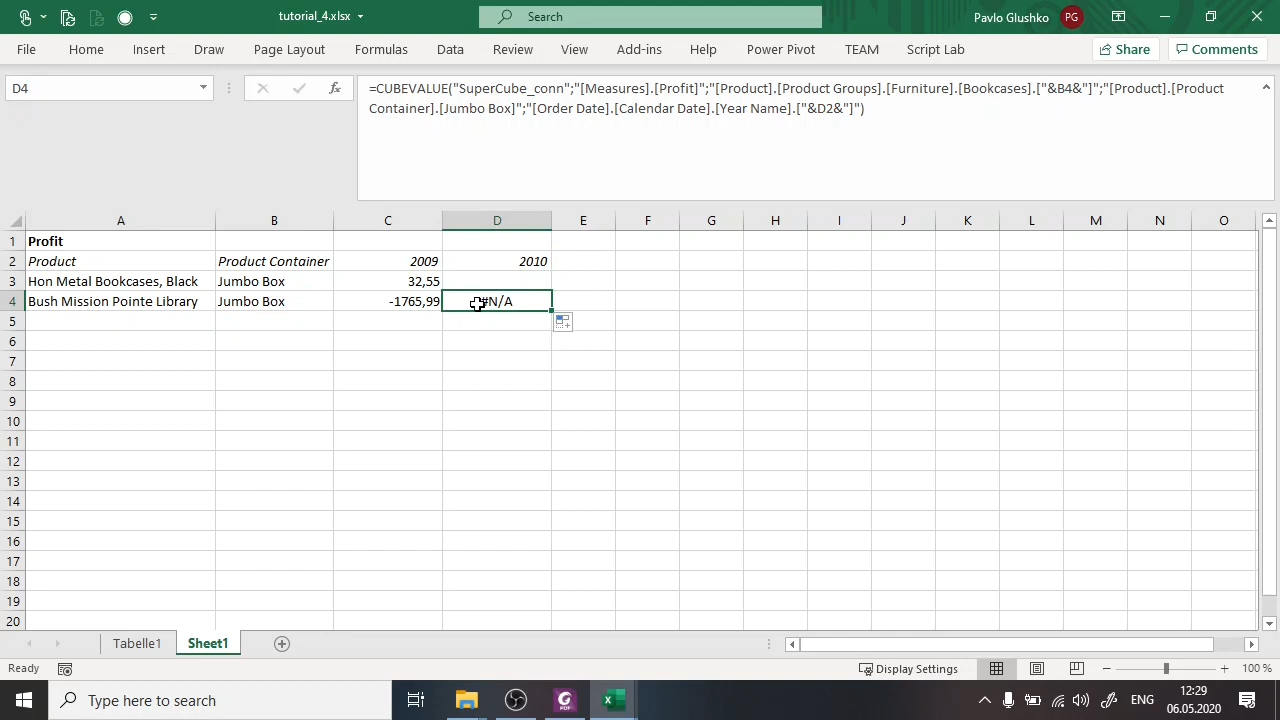 tutorial_4.xlsx
Search
Pavlo Glushko
PG
File
Home
Insert
Draw
Page Layout
Formulas
Data
Review
View
Add-ins
Help
Power Pivot
TEAM
Script Lab
Share
Comments
D4
fx
=CUBEVALUE("SuperCube_conn";"[Measures].[Profit]";"[Product].[Product Groups].[Furniture].[Bookcases].["&B4&"]";"[Product].[Product
Container].[Jumbo Box]";"[Order Date].[Calendar Date].[Year Name].["&D2&"]")
A B C D E F G H I J K L M N O
1 Profit
2 Product Product Container 2009 2010
3 Hon Metal Bookcases, Black Jumbo Box 32,55
4 Bush Mission Pointe Library Jumbo Box -1765,99 #N/A
5
6
7
8
9
10
11
12
13
14
15
16
17
18
19
20
Tabelle1
Sheet1
Ready
Display Settings
100 %
Type here to search
PDF
ENG
12:29
06.05.2020